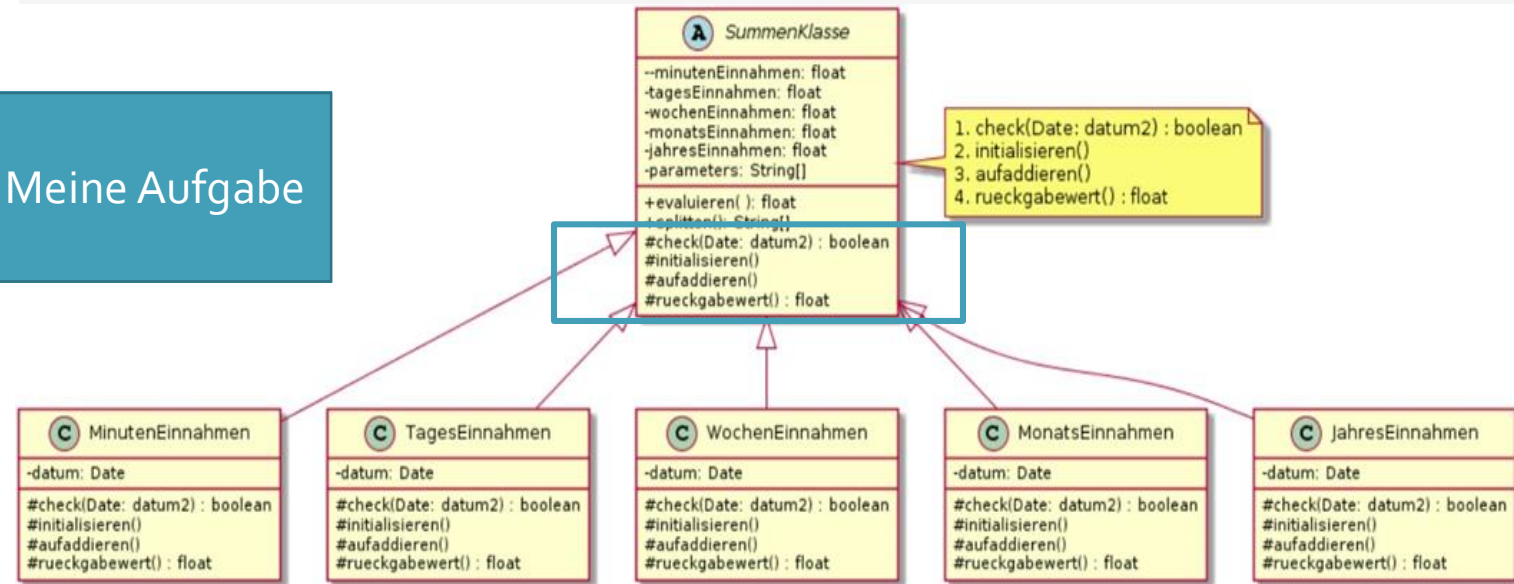 Meine Aufgabe
A SummenKlasse
--minutenEinnahmen: float
-tagesEinnahmen: float
-wochenEinnahmen: float
-monatsEinnahmen: float
-jahresEinnahmen: float
-parameters: String[]
+evaluieren( ): float
+splitten(): String[]
#check(Date: datum2) : boolean
#initialisieren()
#aufaddieren()
#rueckgabewert() : float
1. check(Date: datum2) : boolean
2. initialisieren()
3. aufaddieren()
4. rueckgabewert() : float
C MinutenEinnahmen
-datum: Date
#check(Date: datum2) : boolean
#initialisieren()
#aufaddieren()
#rueckgabewert() : float
C TagesEinnahmen
-datum: Date
#check(Date: datum2) : boolean
#initialisieren()
#aufaddieren()
#rueckgabewert() : float
C WochenEinnahmen
-datum: Date
#check(Date: datum2) : boolean
#initialisieren()
#aufaddieren()
#rueckgabewert() : float
C MonatsEinnahmen
-datum: Date
#check(Date: datum2) : boolean
#initialisieren()
#aufaddieren()
#rueckgabewert() : float
C JahresEinnahmen
-datum: Date
#check(Date: datum2) : boolean
#initialisieren()
#aufaddieren()
#rueckgabewert() : float